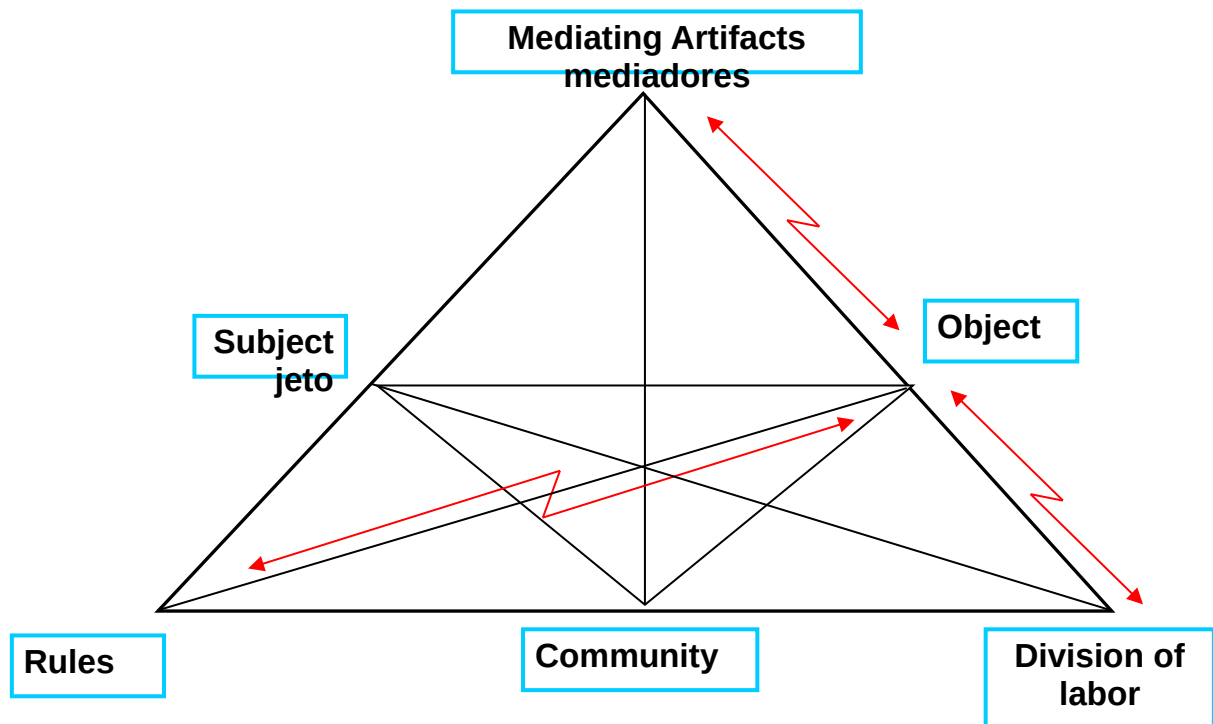 Mediating Artifacts
mediadores
Subject
jeto
Object
Rules
Community
Division of
labor